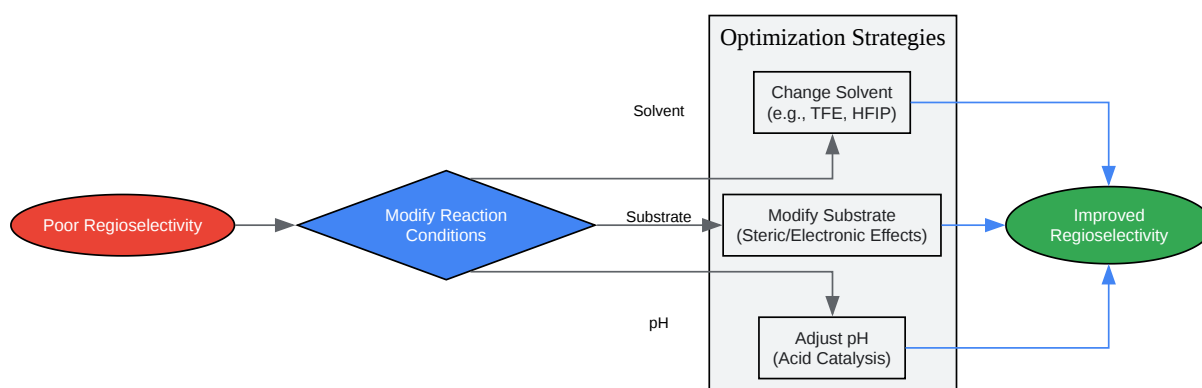 Optimization Strategies
Change Solvent
(e.g., TFE, HFIP)
Solvent
Poor Regioselectivity
Modify Reaction
Conditions
Substrate
Modify Substrate
(Steric/Electronic Effects)
Improved
Regioselectivity
pH
Adjust pH
(Acid Catalysis)